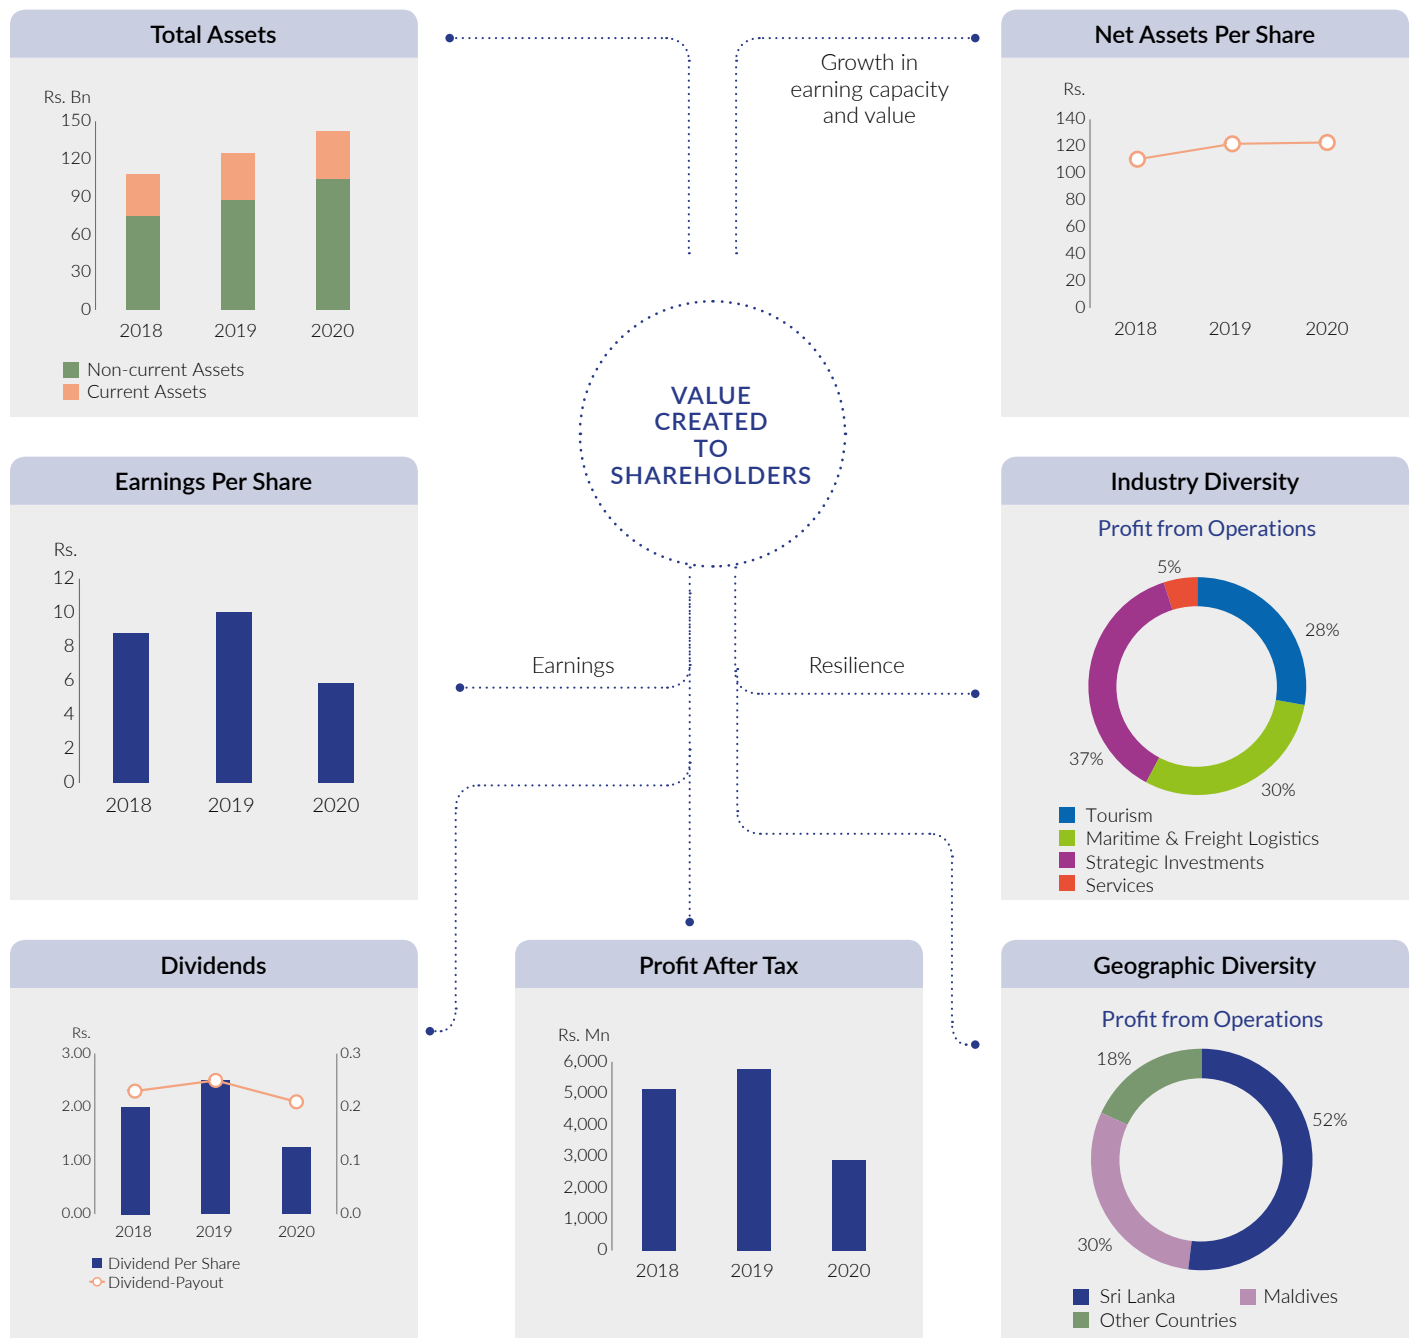 Total Assets
Rs. Bn
150
120
90
60
30
0
2018 2019 2020
Non-current Assets
Current Assets
Growth in
earning capacity
and value
Net Assets Per Share
Rs.
140
120
100
80
60
40
20
0
2018 2019 2020
VALUE
CREATED
TO
SHAREHOLDERS
Earnings Per Share
Rs.
12
10
8
6
4
2
0
2018 2019 2020
Earnings
Resilience
Industry Diversity
Profit from Operations
5%
28%
37%
30%
Tourism
Maritime & Freight Logistics
Strategic Investments
Services
Dividends
Rs.
3.00 0.3
2.00 0.2
1.00 0.1
0.00 0.0
2018 2019 2020
Dividend Per Share
Dividend-Payout
Profit After Tax
Rs. Mn
6,000
5,000
4,000
3,000
2,000
1,000
0
2018 2019 2020
Geographic Diversity
Profit from Operations
18%
52%
30%
Sri Lanka Maldives
Other Countries